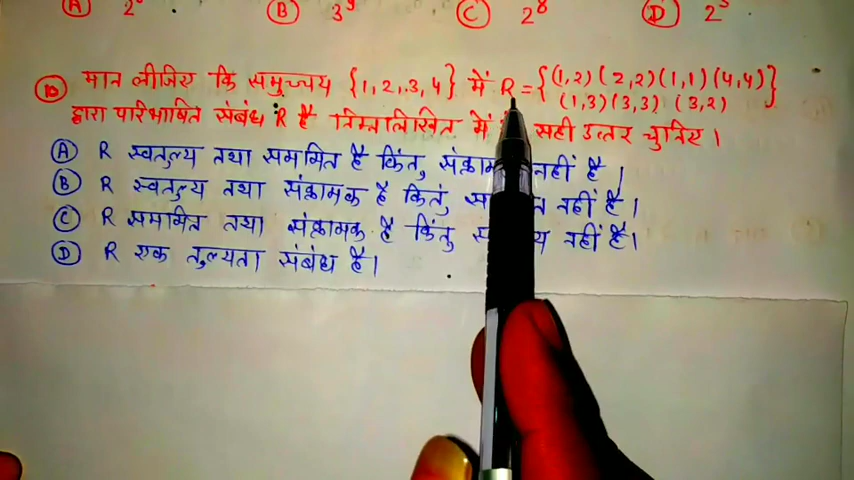 (A) 2 (B) 3⁹ (C) 2⁸ (D) 2
(10) मान लीजिए कि समुच्चय {1, 2, 3, 4} में R = {(1,2) (2,2) (1,1) (4,4)
(1,3) (3,3) (3,2)}
द्वारा पारिभाषित संबंध R है निम्नलिखित में सही उत्तर चुनिए।
(A) R स्वतुल्य तथा सममित है किंतु नहीं है।
(B) R स्वतुल्य तथा संक्रामक है किंतु नहीं है।
(C) R सममित तथा संक्रामक है किंतु नहीं है।
(D) R एक तुल्यता संबंध है।